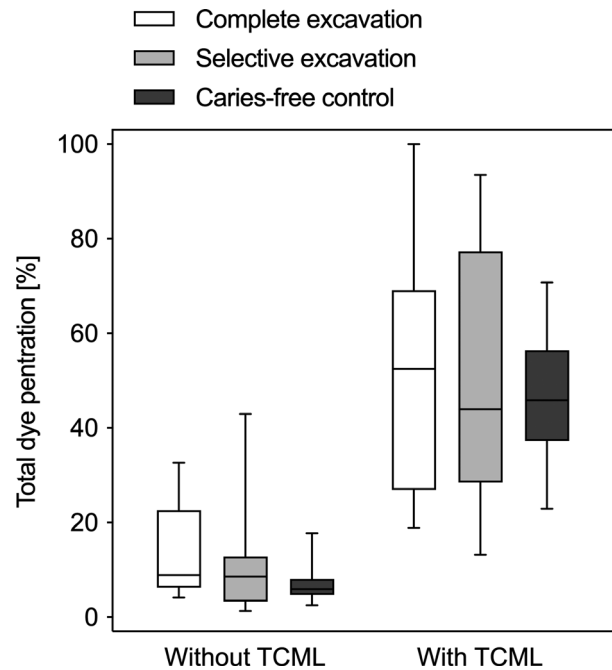 Complete excavation
Selective excavation
Caries-free control
Total dye pentration [%]
100
80
60
40
20
0
Without TCML
With TCML